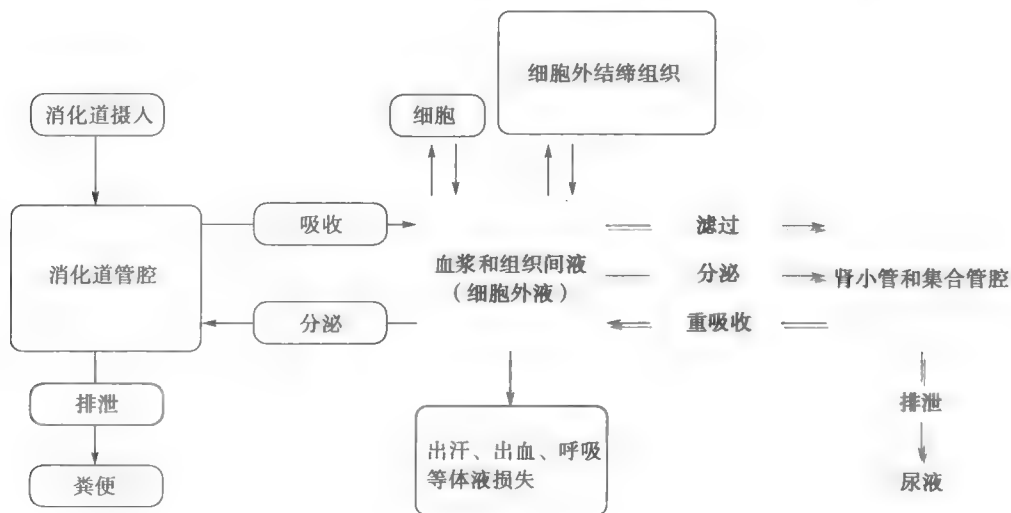 细胞外结缔组织
消化道摄人
细胞
吸收
滤过
消化道管腔
血浆和组织间液
（细胞外液）
分泌
肾小管和集合管腔
分泌
重吸收
排泄
排泄
出汗、出血、呼吸
等体液损失
粪便
尿液